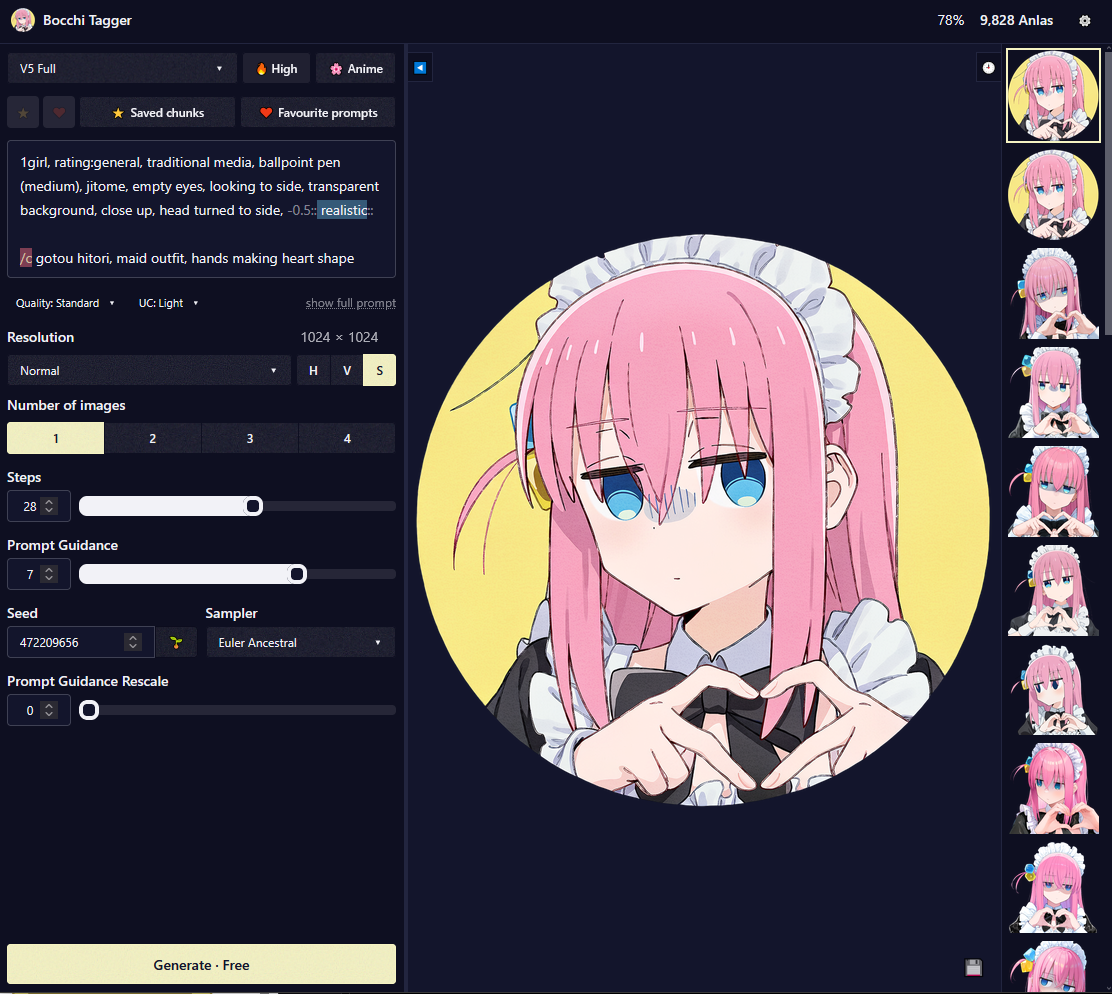 Bocchi Tagger
78%
9,828 Anlas
V5 Full
High
Anime
Saved chunks
Favourite prompts
1girl, rating:general, traditional media, ballpoint pen
(medium), jitome, empty eyes, looking to side, transparent
background, close up, head turned to side, -0.5:: realistic::
/c gotou hitori, maid outfit, hands making heart shape
Quality: Standard
UC: Light
show full prompt
Resolution
1024 × 1024
Normal
H
V
S
Number of images
1
2
3
4
Steps
28
Prompt Guidance
7
Seed
Sampler
472209656
Euler Ancestral
Prompt Guidance Rescale
0
Generate · Free